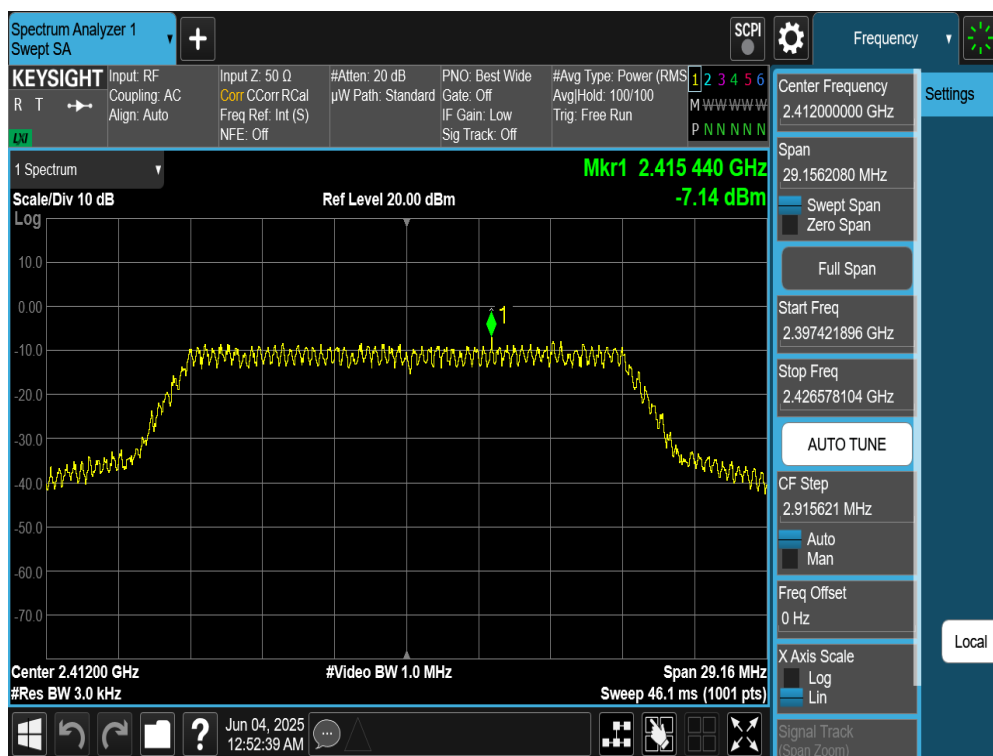 Spectrum Analyzer 1
Swept SA
+
SCPI
Frequency
KEYSIGHT
R T
LXI
Input: RF
Coupling: AC
Align: Auto
Input Z: 50 Ω
Corr CCorr RCal
Freq Ref: Int (S)
NFE: Off
#Atten: 20 dB
µW Path: Standard
PNO: Best Wide
Gate: Off
IF Gain: Low
Sig Track: Off
#Avg Type: Power (RMS
Avg|Hold: 100/100
Trig: Free Run
1 2 3 4 5 6
M W W W W W
P N N N N N
1 Spectrum
Mkr1 2.415 440 GHz
-7.14 dBm
Scale/Div 10 dB
Ref Level 20.00 dBm
Log
10.0
0.00
-10.0
-20.0
-30.0
-40.0
-50.0
-60.0
-70.0
1
Center 2.41200 GHz
#Video BW 1.0 MHz
Span 29.16 MHz
#Res BW 3.0 kHz
Sweep 46.1 ms (1001 pts)
?
Jun 04, 2025
12:52:39 AM
Center Frequency
2.412000000 GHz
Span
29.1562080 MHz
Swept Span
Zero Span
Full Span
Start Freq
2.397421896 GHz
Stop Freq
2.426578104 GHz
AUTO TUNE
CF Step
2.915621 MHz
Auto
Man
Freq Offset
0 Hz
X Axis Scale
Log
Lin
Signal Track
(Span Zoom)
Settings
Local